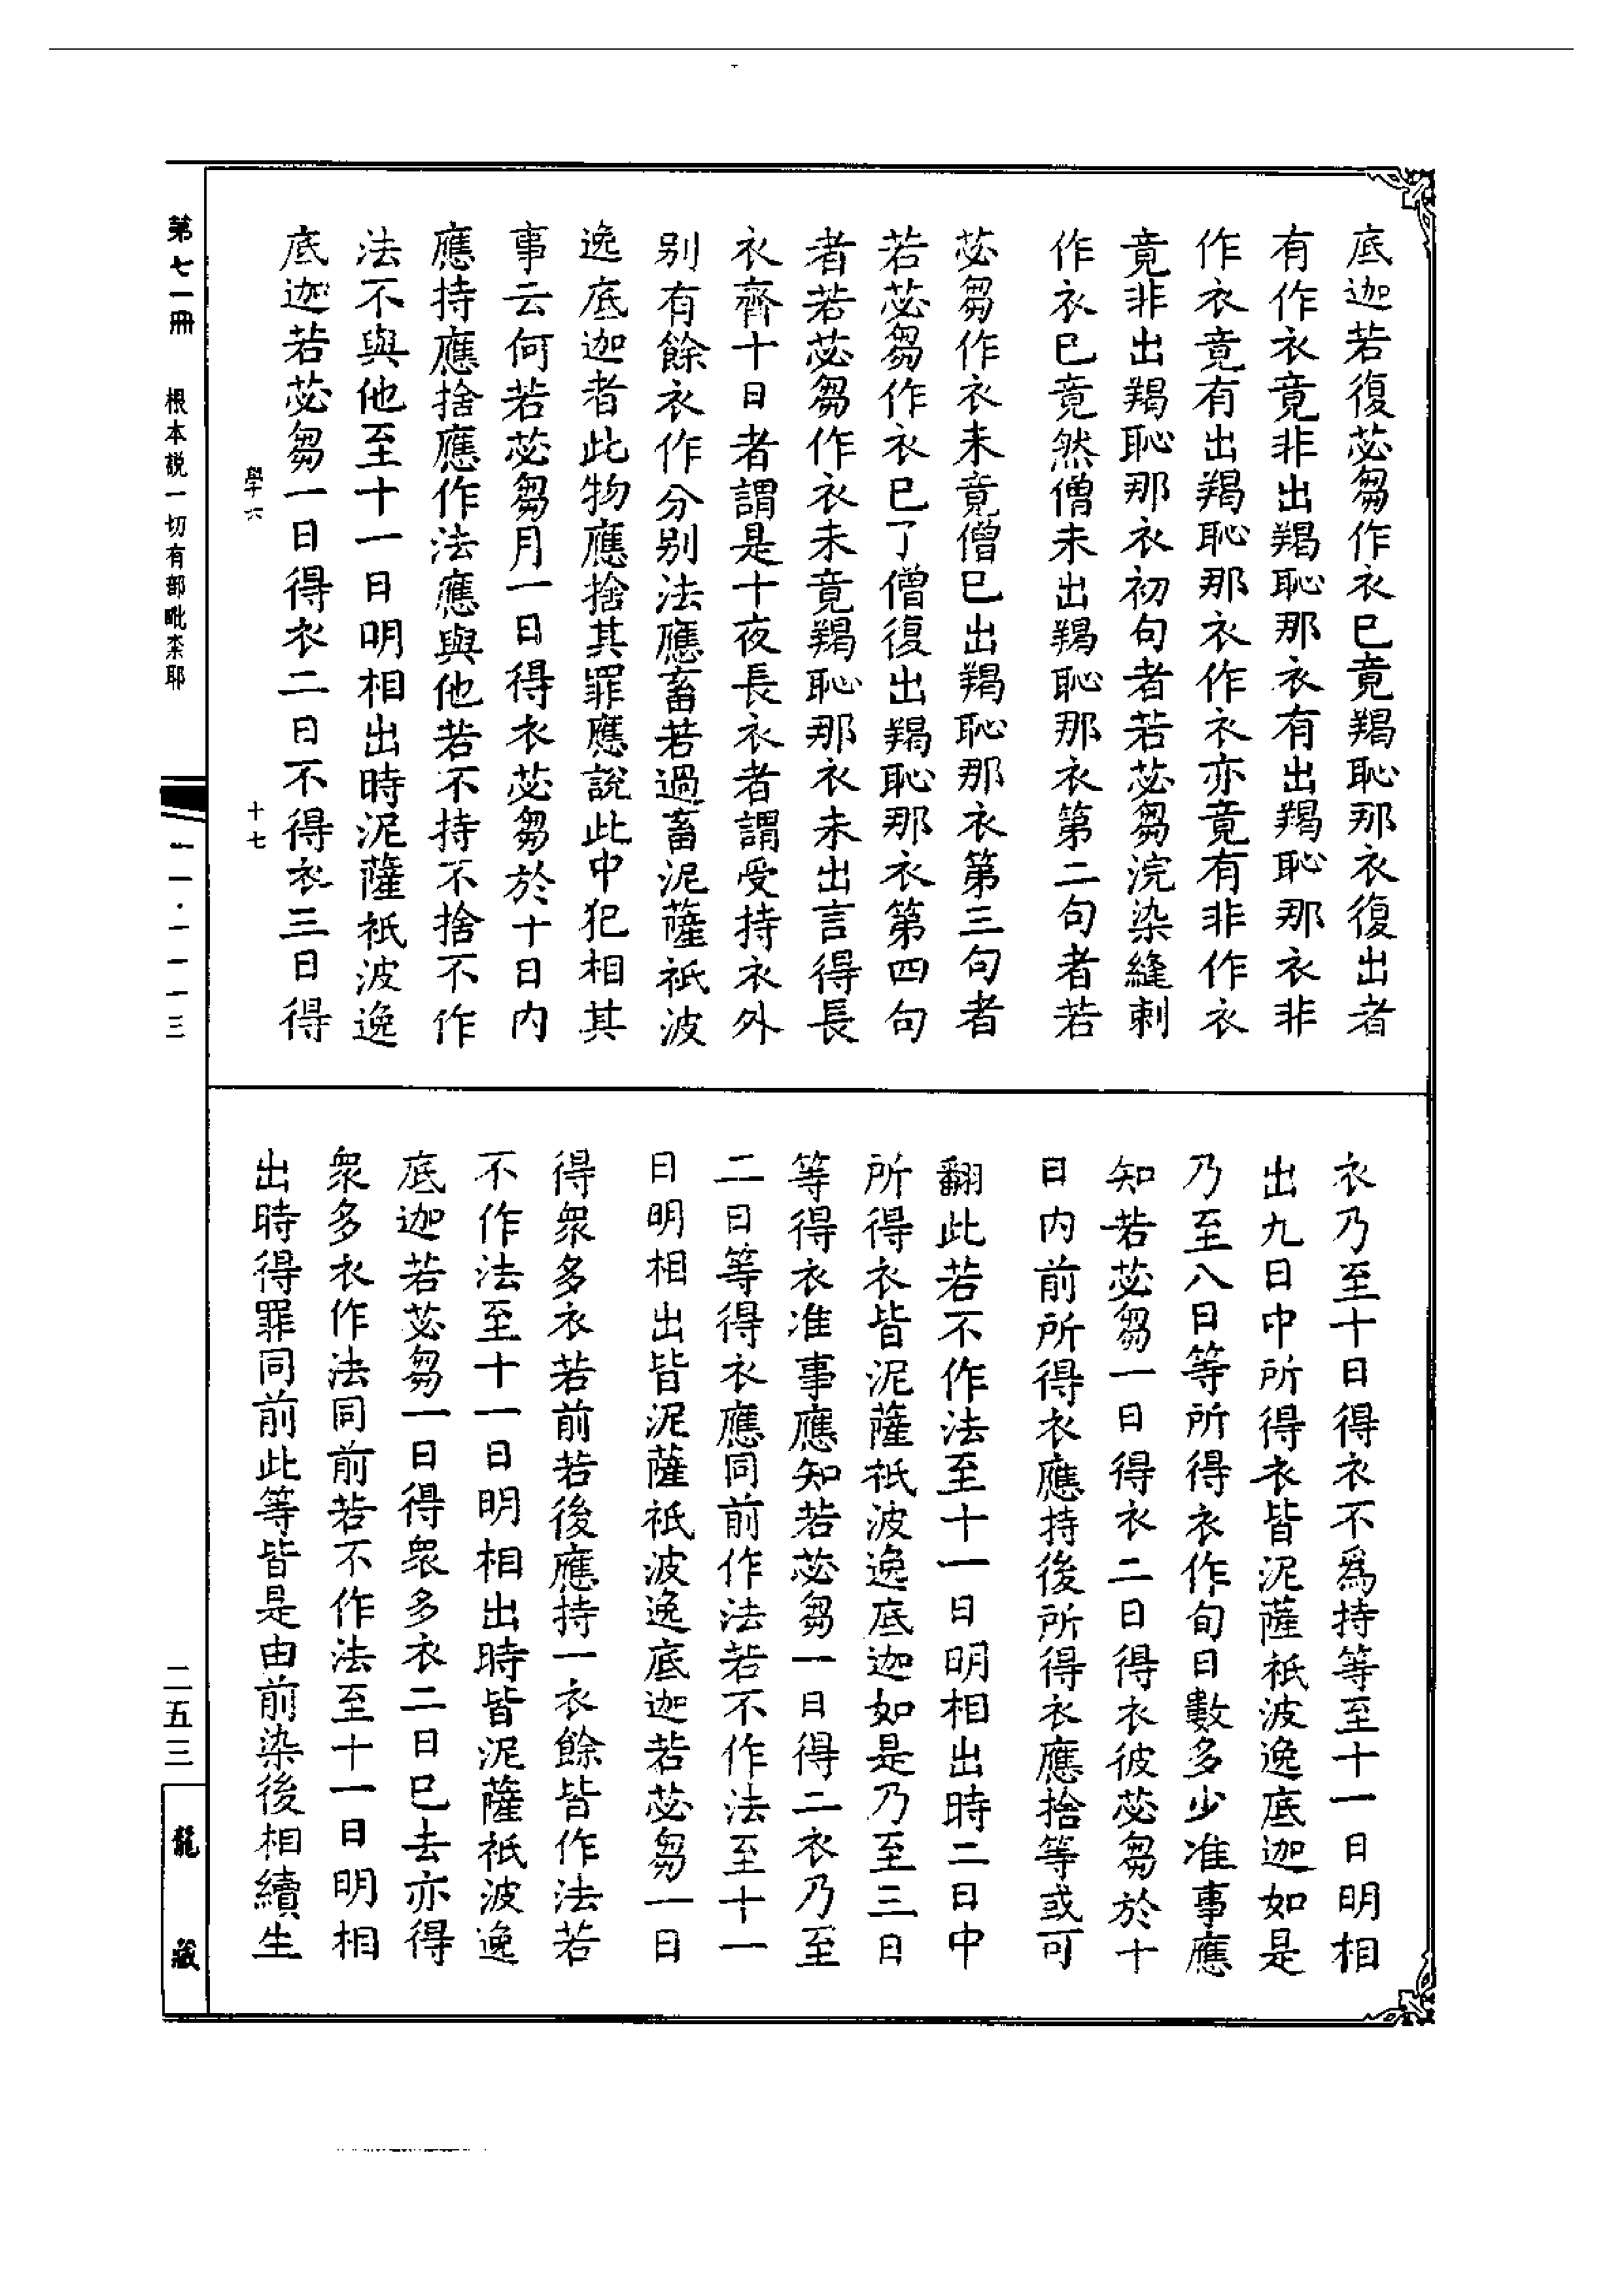 底迦若復苾芻作衣已竟羯恥那衣復出者
有作衣竟非出羯恥那衣有出羯恥那衣非
作衣竟有出羯恥那衣作衣亦竟有非作衣
竟非出羯恥那衣初句者若苾芻浣染縫刺
作衣已竟然僧未出羯恥那衣第二句者若
苾芻作衣未竟僧已出羯恥那衣第三句者
若苾芻作衣已了僧復出羯恥那衣第四句
者若苾芻作衣未竟羯恥那衣未出言得長
衣齊十日者謂是十夜長衣者謂受持衣外
别有餘衣作分别法應畜若過畜泥薩祇波
逸底迦者此物應捨其罪應說此中犯相其
事云何若苾芻月一日得衣苾芻於十日内
應持應捨應作法應與他若不持不捨不作
法不與他至十一日明相出時泥薩祇波逸
底迦若苾芻一日得衣二日不得衣三日得
學六
十七
衣乃至十日得衣不爲持等至十一日明相
出九日中所得衣皆泥薩祇波逸底迦如是
乃至八日等所得衣作旬日數多少准事應
知若苾芻一日得衣二日得衣彼苾芻於十
日内前所得衣應持後所得衣應捨等或可
翻此若不作法至十一日明相出時二日中
所得衣皆泥薩祇波逸底迦如是乃至三日
等得衣准事應知若苾芻一日得二衣乃至
二日等得衣應同前作法若不作法至十一
日明相出皆泥薩祇波逸底迦若苾芻一日
得衆多衣若前若後應持一衣餘皆作法若
不作法至十一日明相出時皆泥薩祇波逸
底迦若苾芻一日得衆多衣二日已去亦得
衆多衣作法同前若不作法至十一日明相
出時得罪同前此等皆是由前染後相續生
第七一冊
根本説一切有部毗柰耶
一一·一一一三
二五三
龍藏